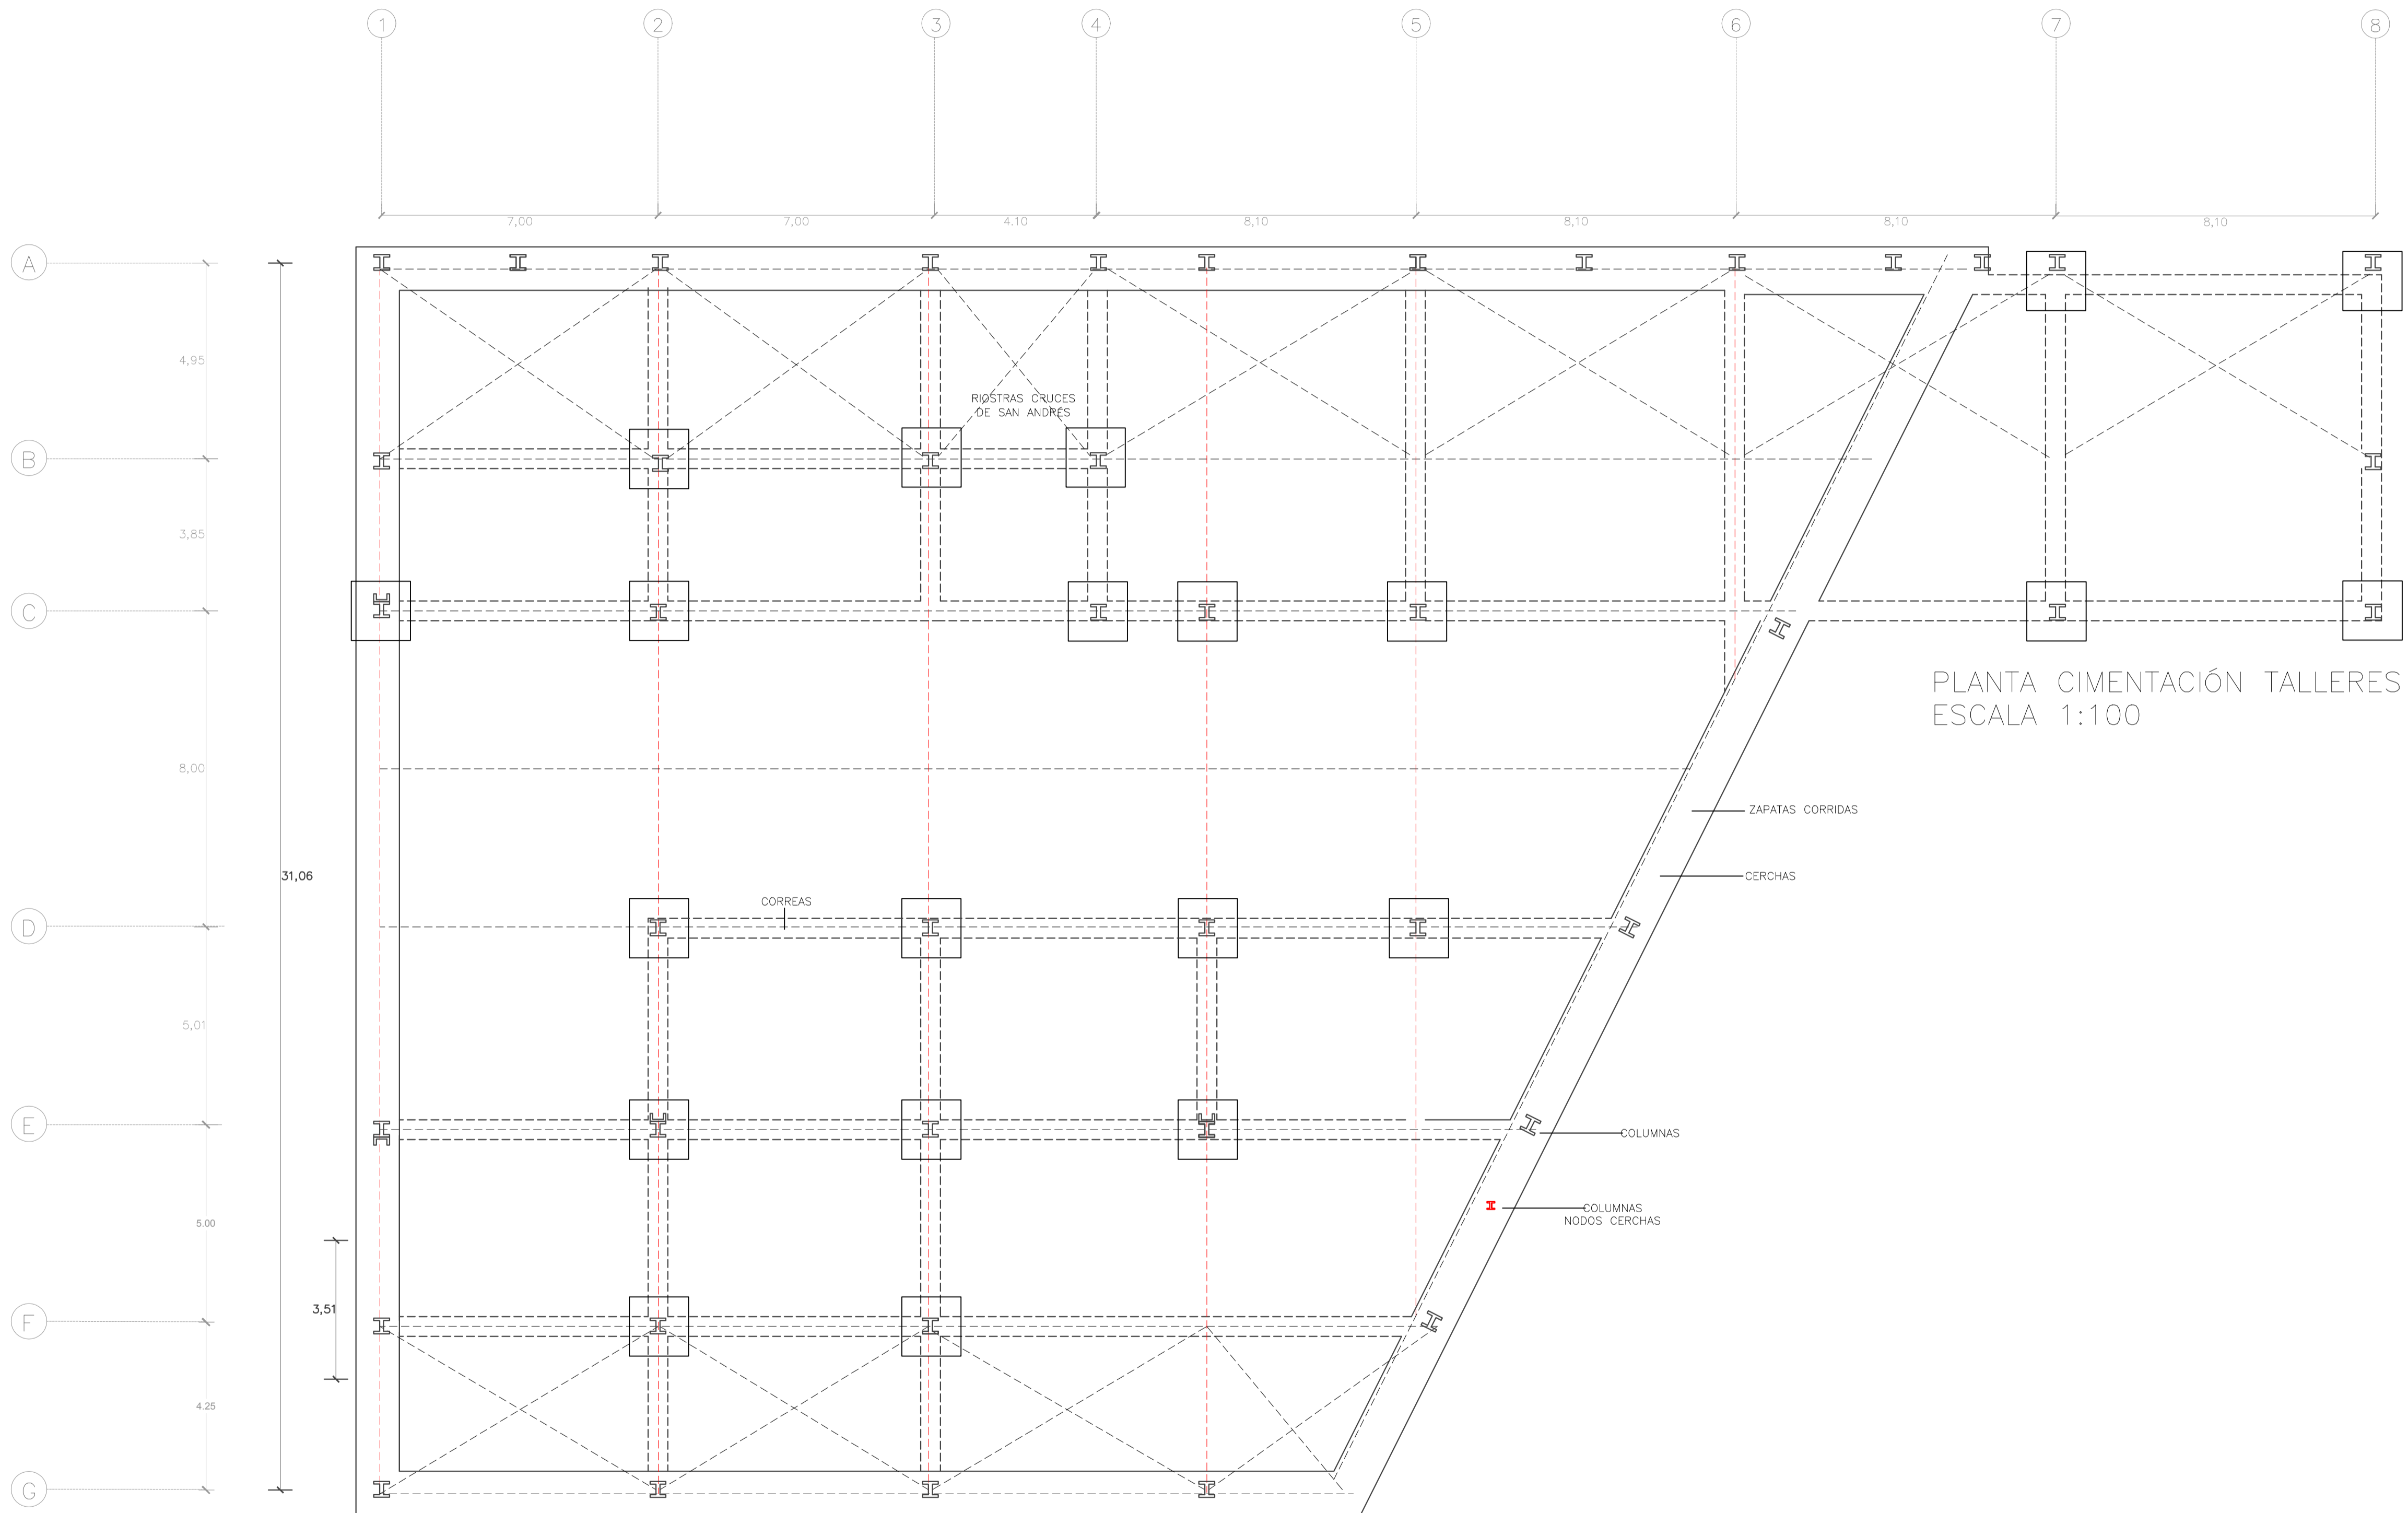 1
2
3
4
5
6
7
8
7,00
7,00
4.10
8,10
8,10
8,10
8,10
A
4,95
RIOSTRAS CRUCES
DE SAN ANDRÉS
B
3,85
C
PLANTA CIMENTACIÓN TALLERES
ESCALA 1:100
8,00
ZAPATAS CORRIDAS
31,06
CERCHAS
CORREAS
D
5,01
E
COLUMNAS
5.00
COLUMNAS
NODOS CERCHAS
3,51
F
4.25
G